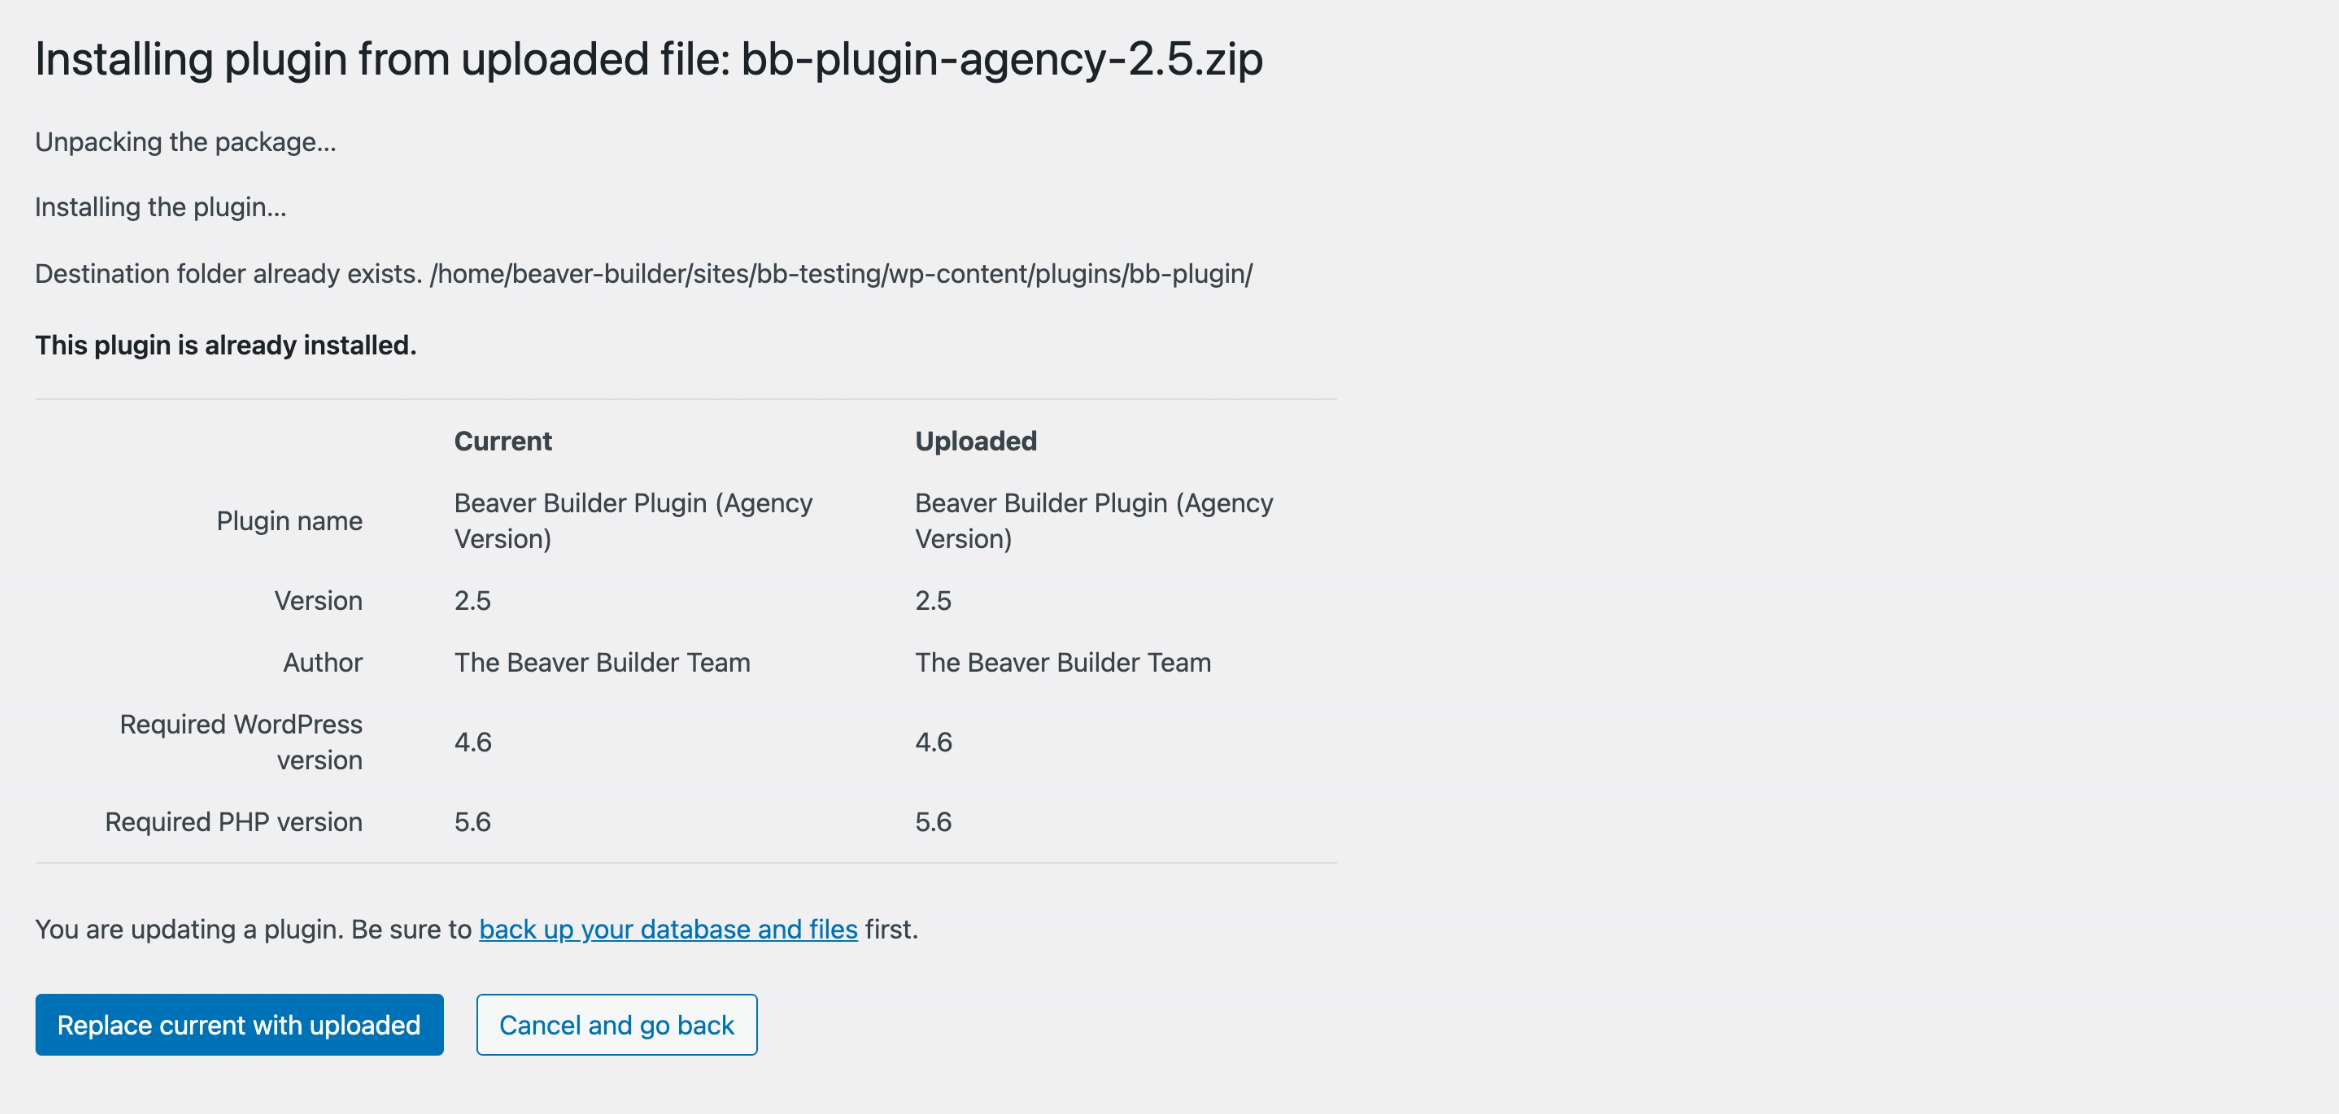 Installing plugin from uploaded file: bb-plugin-agency-2.5.zip
Unpacking the package...
Installing the plugin...
Destination folder already exists. /home/beaver-builder/sites/bb-testing/wp-content/plugins/bb-plugin/
This plugin is already installed.
Current Uploaded
Plugin name Beaver Builder Plugin (Agency Version) Beaver Builder Plugin (Agency Version)
Version 2.5 2.5
Author The Beaver Builder Team The Beaver Builder Team
Required WordPress version 4.6 4.6
Required PHP version 5.6 5.6
You are updating a plugin. Be sure to back up your database and files first.
Replace current with uploaded Cancel and go back